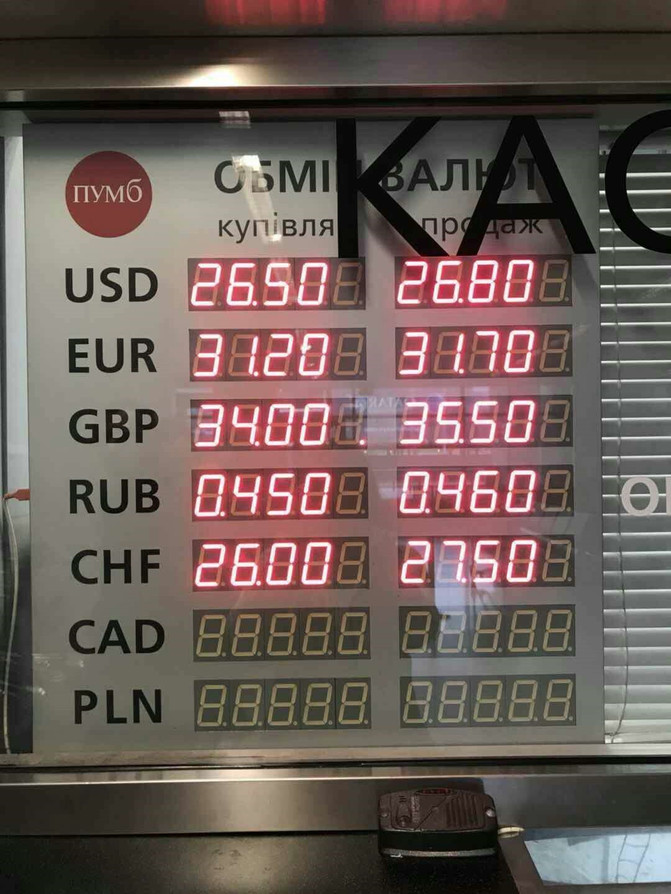 ПУМБ
ОБМІН ВАЛЮТ
купівля продаж
КАС
USD 26.50 26.80
EUR 31.20 31.70
GBP 34.00 35.50
RUB 0.450 0.460
CHF 26.00 27.50
CAD
PLN